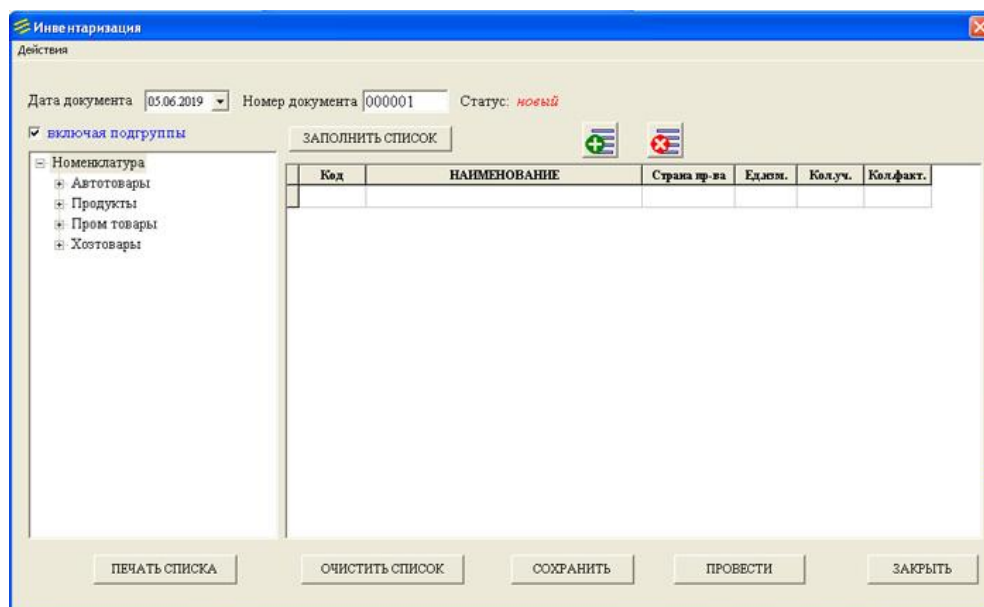 Инвентаризация
Действия
Дата документа 05.06.2019 Номер документа 000001 Статус: новый
включая подгруппы ЗАПОЛНИТЬ СПИСОК
Номенклатура
Автотовары
Продукты
Пром товары
Хозтовары
Код НАИМЕНОВАНИЕ Страна пр-ва Ед.изм. Кол.уч. Кол.факт.
ПЕЧАТЬ СПИСКА ОЧИСТИТЬ СПИСОК СОХРАНИТЬ ПРОВЕСТИ ЗАКРЫТЬ